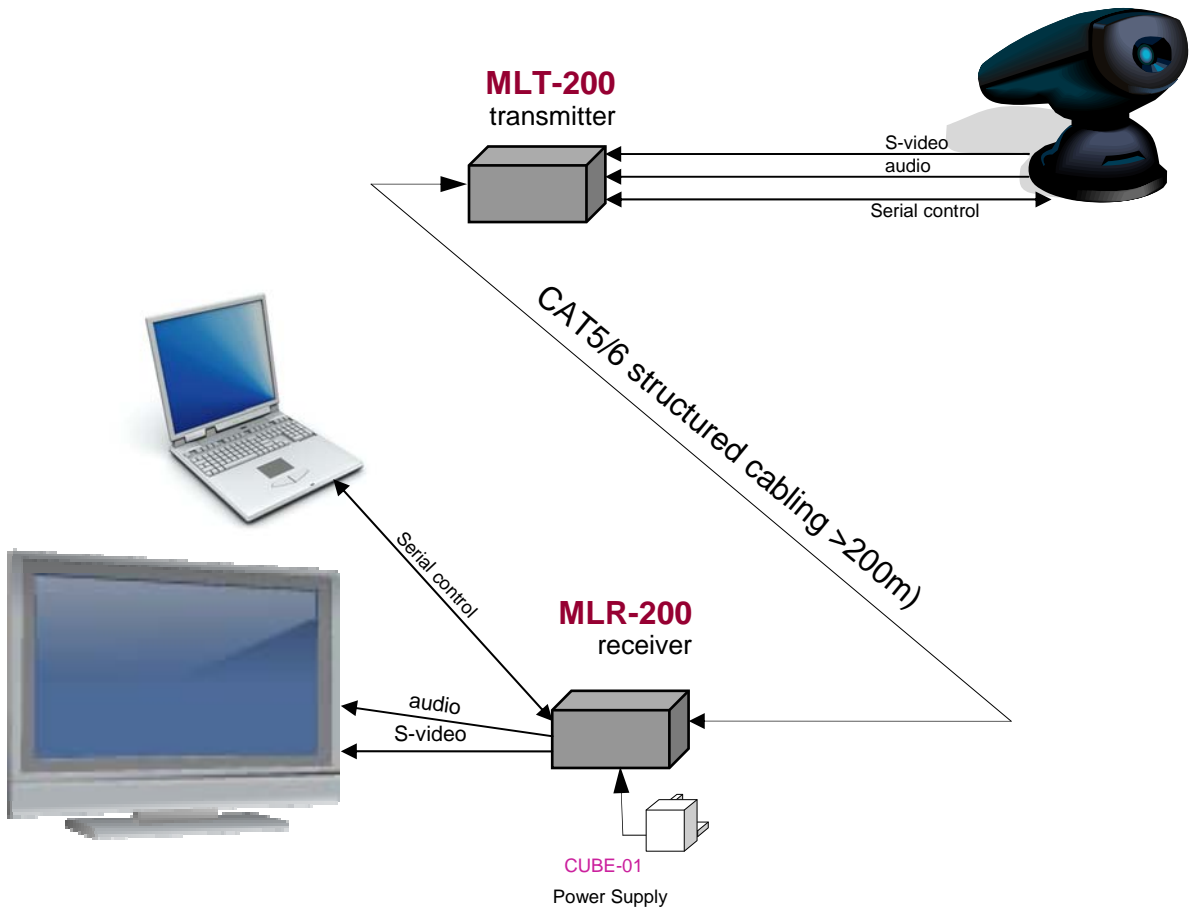 MLT-200
transmitter
S-video
audio
Serial control
CAT5/6 structured cabling >200m)
Serial control
MLR-200
receiver
audio
S-video
CUBE-01
Power Supply